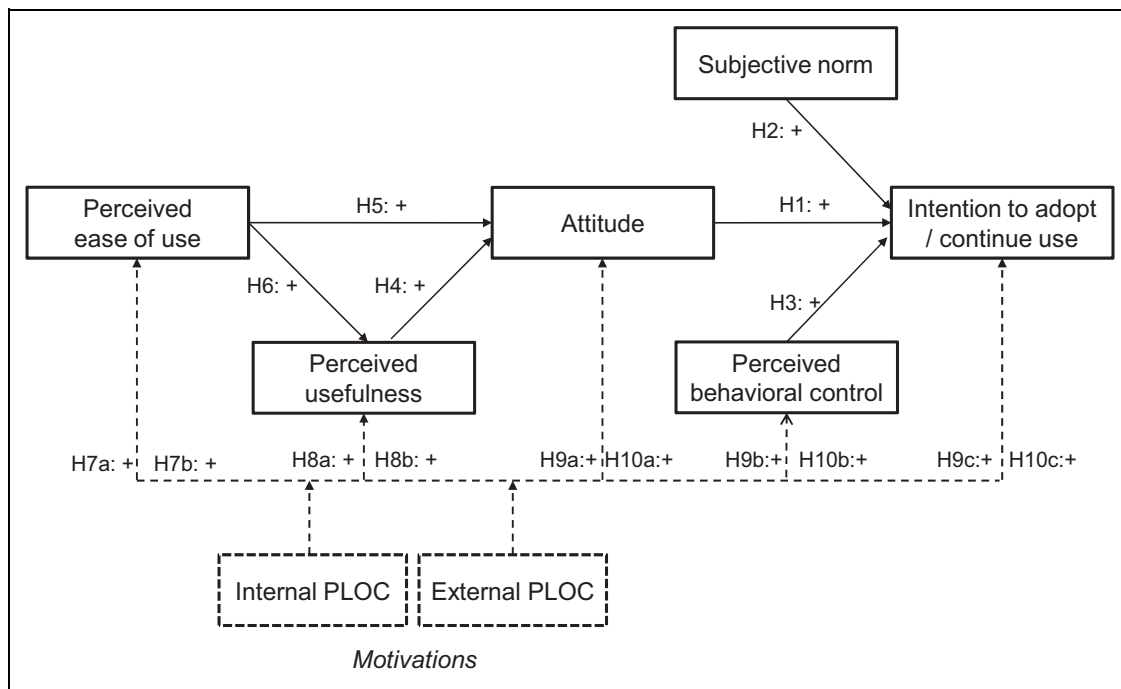 Subjective norm
H2: +
Perceived
ease of use
H5: +
Attitude
H1: +
Intention to adopt
/ continue use
H6: +
H4: +
H3: +
Perceived
usefulness
Perceived
behavioral control
H7a: +
H7b: +
H8a: +
H8b: +
H9a:+
H10a:+
H9b:+
H10b:+
H9c:+
H10c:+
Internal PLOC
External PLOC
Motivations